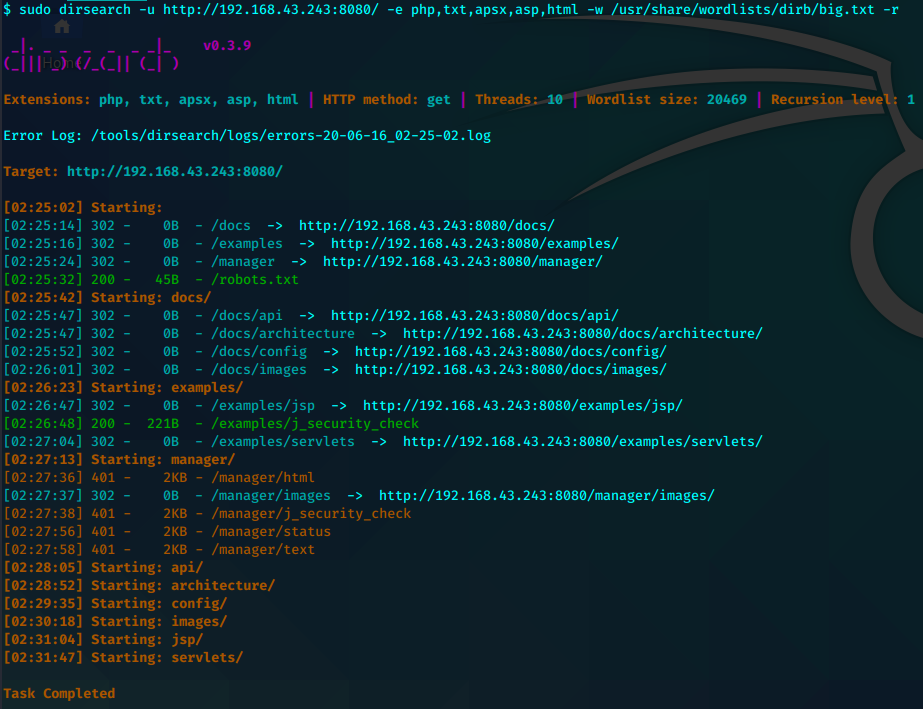 $ sudo dirsearch -u http://192.168.43.243:8080/ -e php,txt,apsx,asp,html -w /usr/share/wordlists/dirb/big.txt -r
 _|. _ _  _  _  _ _|_    v0.3.9
(_||| _) (/_(_|| (_| )
Home
Extensions: php, txt, apsx, asp, html | HTTP method: get | Threads: 10 | Wordlist size: 20469 | Recursion level: 1
Error Log: /tools/dirsearch/logs/errors-20-06-16_02-25-02.log
Target: http://192.168.43.243:8080/
[02:25:02] Starting:
[02:25:14] 302 -    0B  - /docs  ->  http://192.168.43.243:8080/docs/
[02:25:16] 302 -    0B  - /examples  ->  http://192.168.43.243:8080/examples/
[02:25:24] 302 -    0B  - /manager  ->  http://192.168.43.243:8080/manager/
[02:25:32] 200 -   45B  - /robots.txt
[02:25:42] Starting: docs/
[02:25:47] 302 -    0B  - /docs/api  ->  http://192.168.43.243:8080/docs/api/
[02:25:47] 302 -    0B  - /docs/architecture  ->  http://192.168.43.243:8080/docs/architecture/
[02:25:52] 302 -    0B  - /docs/config  ->  http://192.168.43.243:8080/docs/config/
[02:26:01] 302 -    0B  - /docs/images  ->  http://192.168.43.243:8080/docs/images/
[02:26:23] Starting: examples/
[02:26:47] 302 -    0B  - /examples/jsp  ->  http://192.168.43.243:8080/examples/jsp/
[02:26:48] 200 -  221B  - /examples/j_security_check
[02:27:04] 302 -    0B  - /examples/servlets  ->  http://192.168.43.243:8080/examples/servlets/
[02:27:13] Starting: manager/
[02:27:36] 401 -    2KB - /manager/html
[02:27:37] 302 -    0B  - /manager/images  ->  http://192.168.43.243:8080/manager/images/
[02:27:38] 401 -    2KB - /manager/j_security_check
[02:27:56] 401 -    2KB - /manager/status
[02:27:58] 401 -    2KB - /manager/text
[02:28:05] Starting: api/
[02:28:52] Starting: architecture/
[02:29:35] Starting: config/
[02:30:18] Starting: images/
[02:31:04] Starting: jsp/
[02:31:47] Starting: servlets/
Task Completed